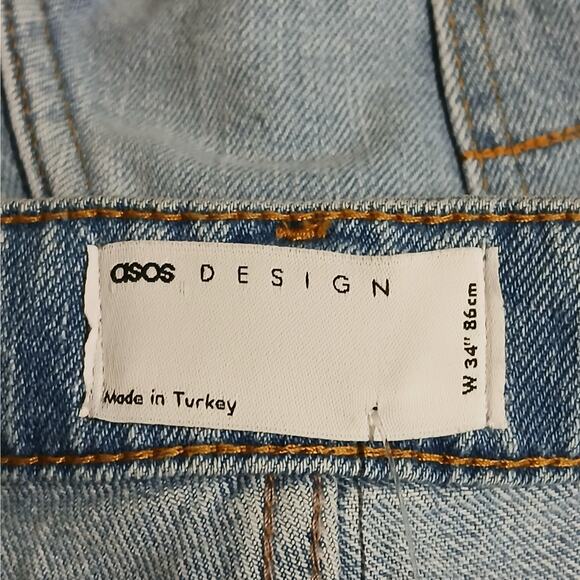 asos DESIGN
Made in Turkey
W 34" 86cm